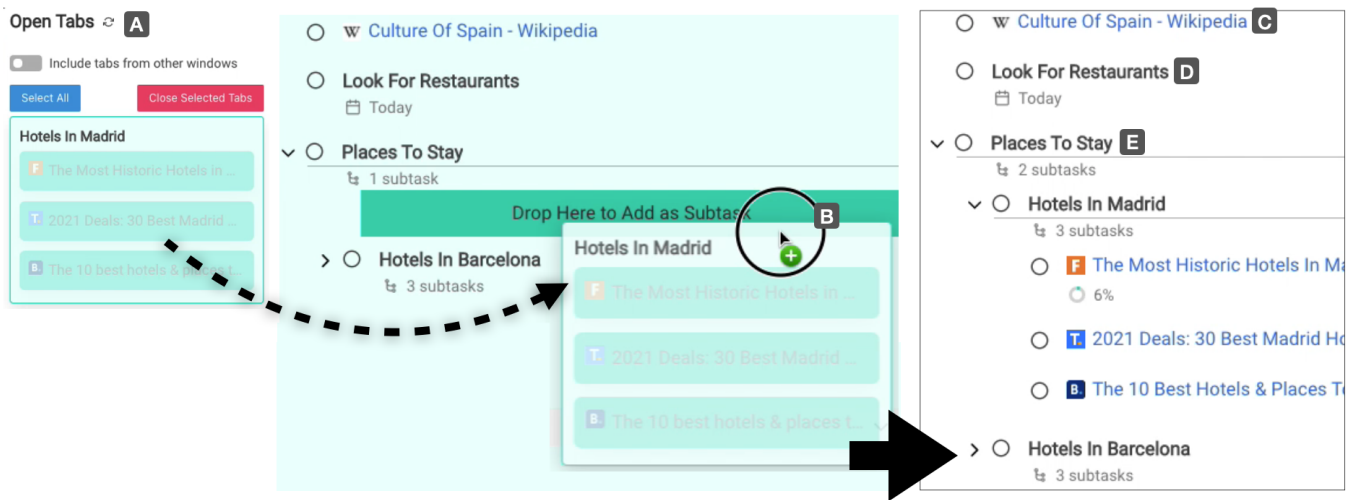 Open Tabs A
Include tabs from other windows
Select All
Close Selected Tabs
Hotels In Madrid
F The Most Historic Hotels in ...
T. 2021 Deals: 30 Best Madrid ...
B. The 10 best hotels & places t...
W Culture Of Spain - Wikipedia
Look For Restaurants
Today
Places To Stay
1 subtask
Drop Here to Add as Subtask B
Hotels In Barcelona
3 subtasks
Hotels In Madrid
F The Most Historic Hotels in ...
T. 2021 Deals: 30 Best Madrid ...
B. The 10 best hotels & places t...
W Culture Of Spain - Wikipedia C
Look For Restaurants D
Today
Places To Stay E
2 subtasks
Hotels In Madrid
3 subtasks
F The Most Historic Hotels In Ma
6%
T. 2021 Deals: 30 Best Madrid Ho
B. The 10 Best Hotels & Places T
Hotels In Barcelona
3 subtasks